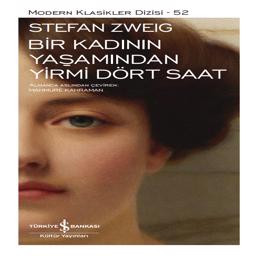 MODERN KLASİKLER DİZİSİ - 52
STEFAN ZWEIG
BİR KADININ
YAŞAMINDAN
YİRMİ DÖRT SAAT
ALMANCA ASLINDAN ÇEVİREN:
MAHMURE KAHRAMAN
TÜRKİYE İŞ BANKASI
Kültür Yayınları